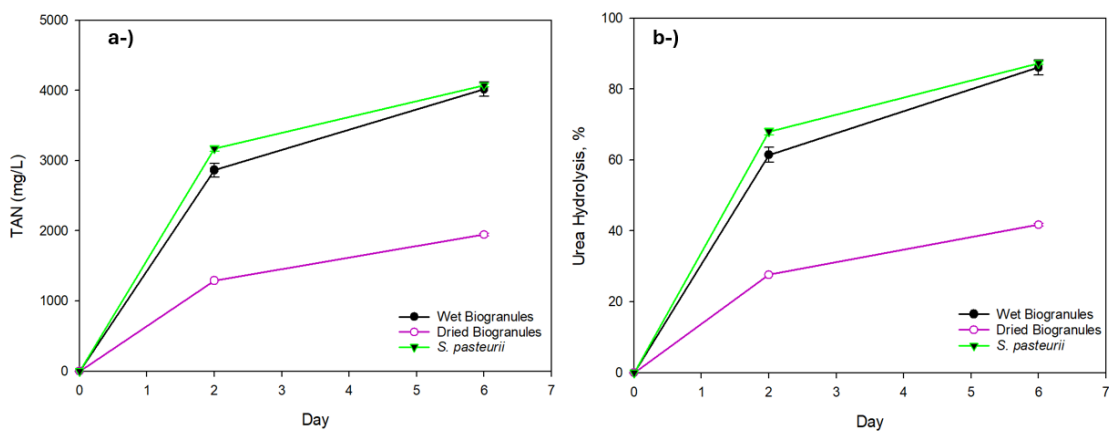 a-)
TAN (mg/L)
5000
4000
3000
2000
1000
0
0 1 2 3 4 5 6 7
Day
Wet Biogranules
Dried Biogranules
S. pasteurii
b-)
Urea Hydrolysis, %
100
80
60
40
20
0
0 1 2 3 4 5 6 7
Day
Wet Biogranules
Dried Biogranules
S. pasteurii